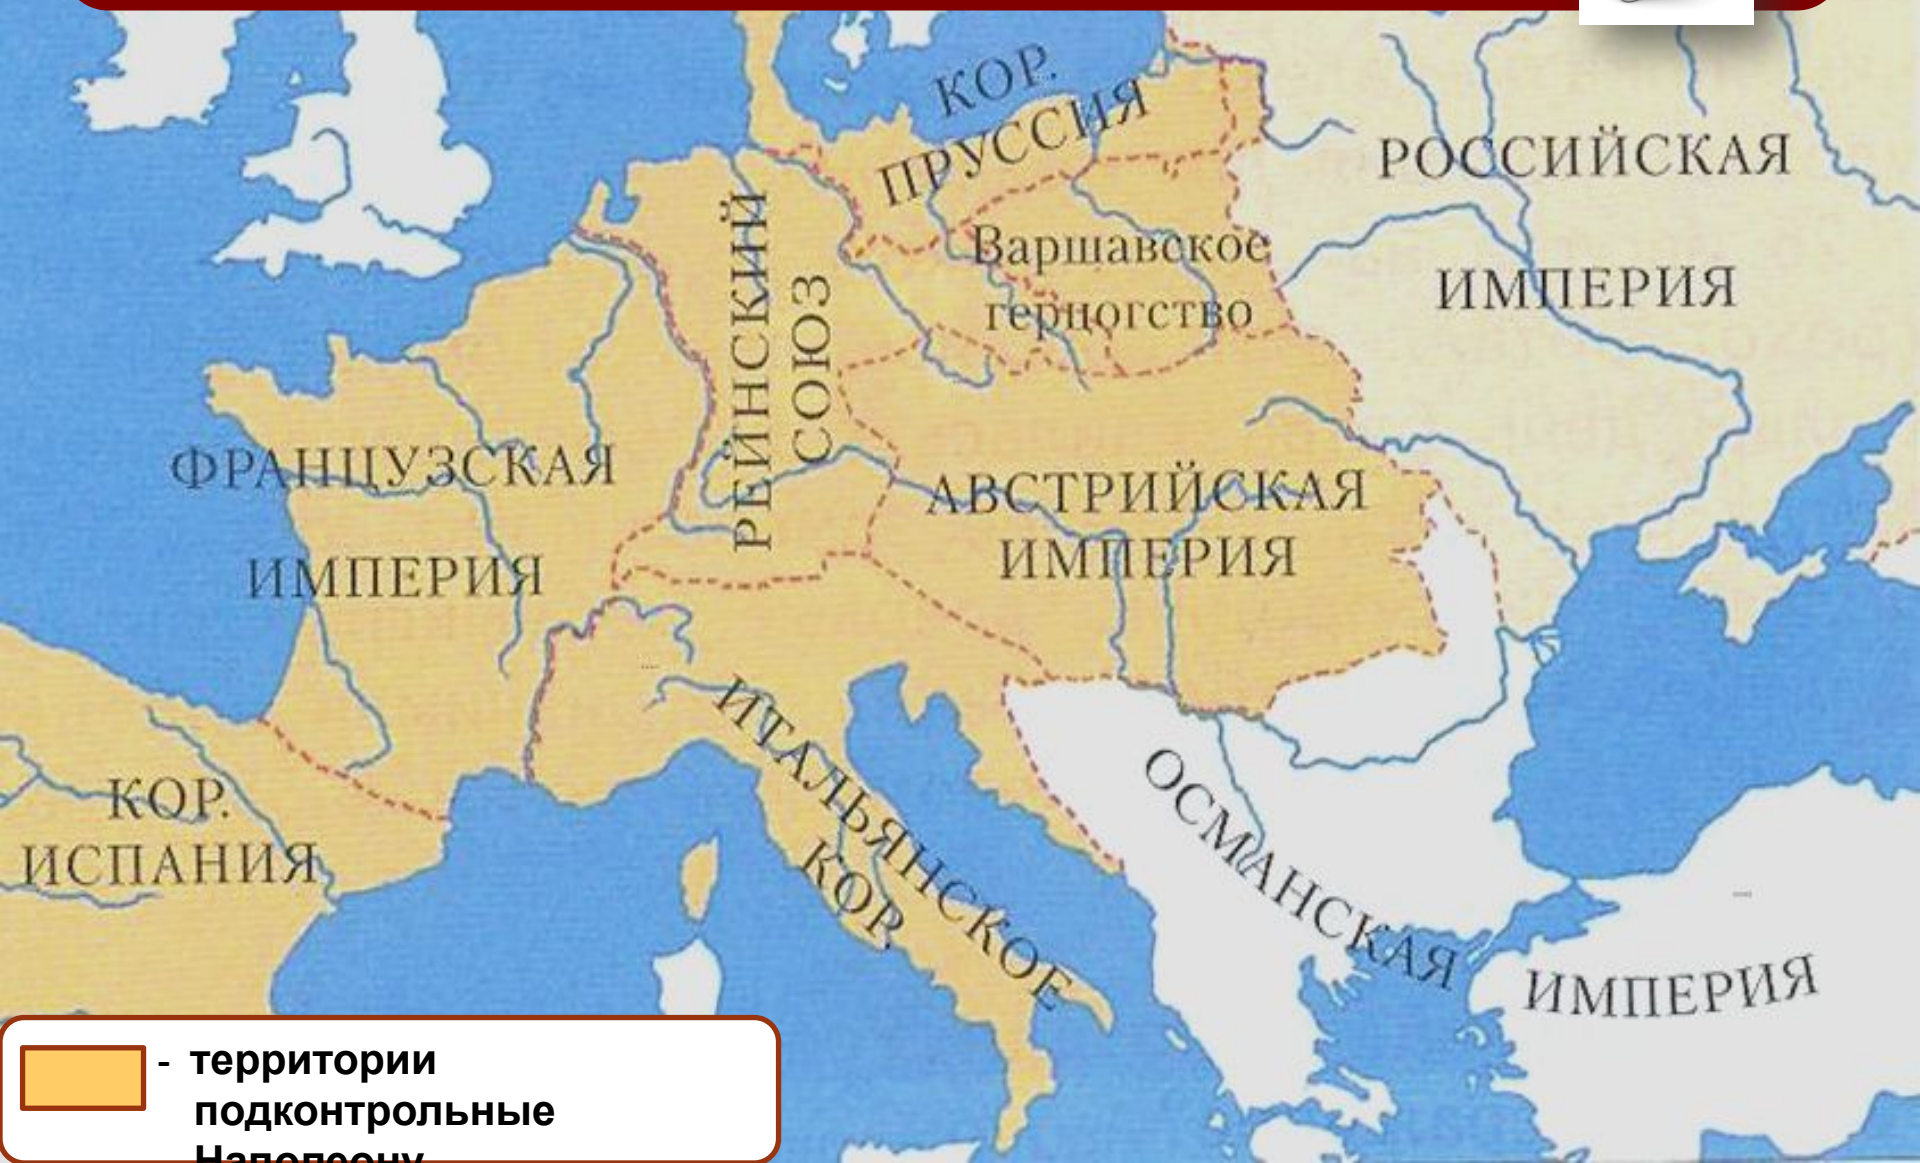 КОР.
ПРУССИЯ
РОССИЙСКАЯ
ИМПЕРИЯ
Варшавское
герцогство
РЕЙНСКИЙ
СОЮЗ
ФРАНЦУЗСКАЯ
ИМПЕРИЯ
АВСТРИЙСКАЯ
ИМПЕРИЯ
КОР.
ИСПАНИЯ
ИТАЛЬЯНСКОЕ
КОР.
ОСМАНСКАЯ
ИМПЕРИЯ
- территории
подконтрольные
Наполеону